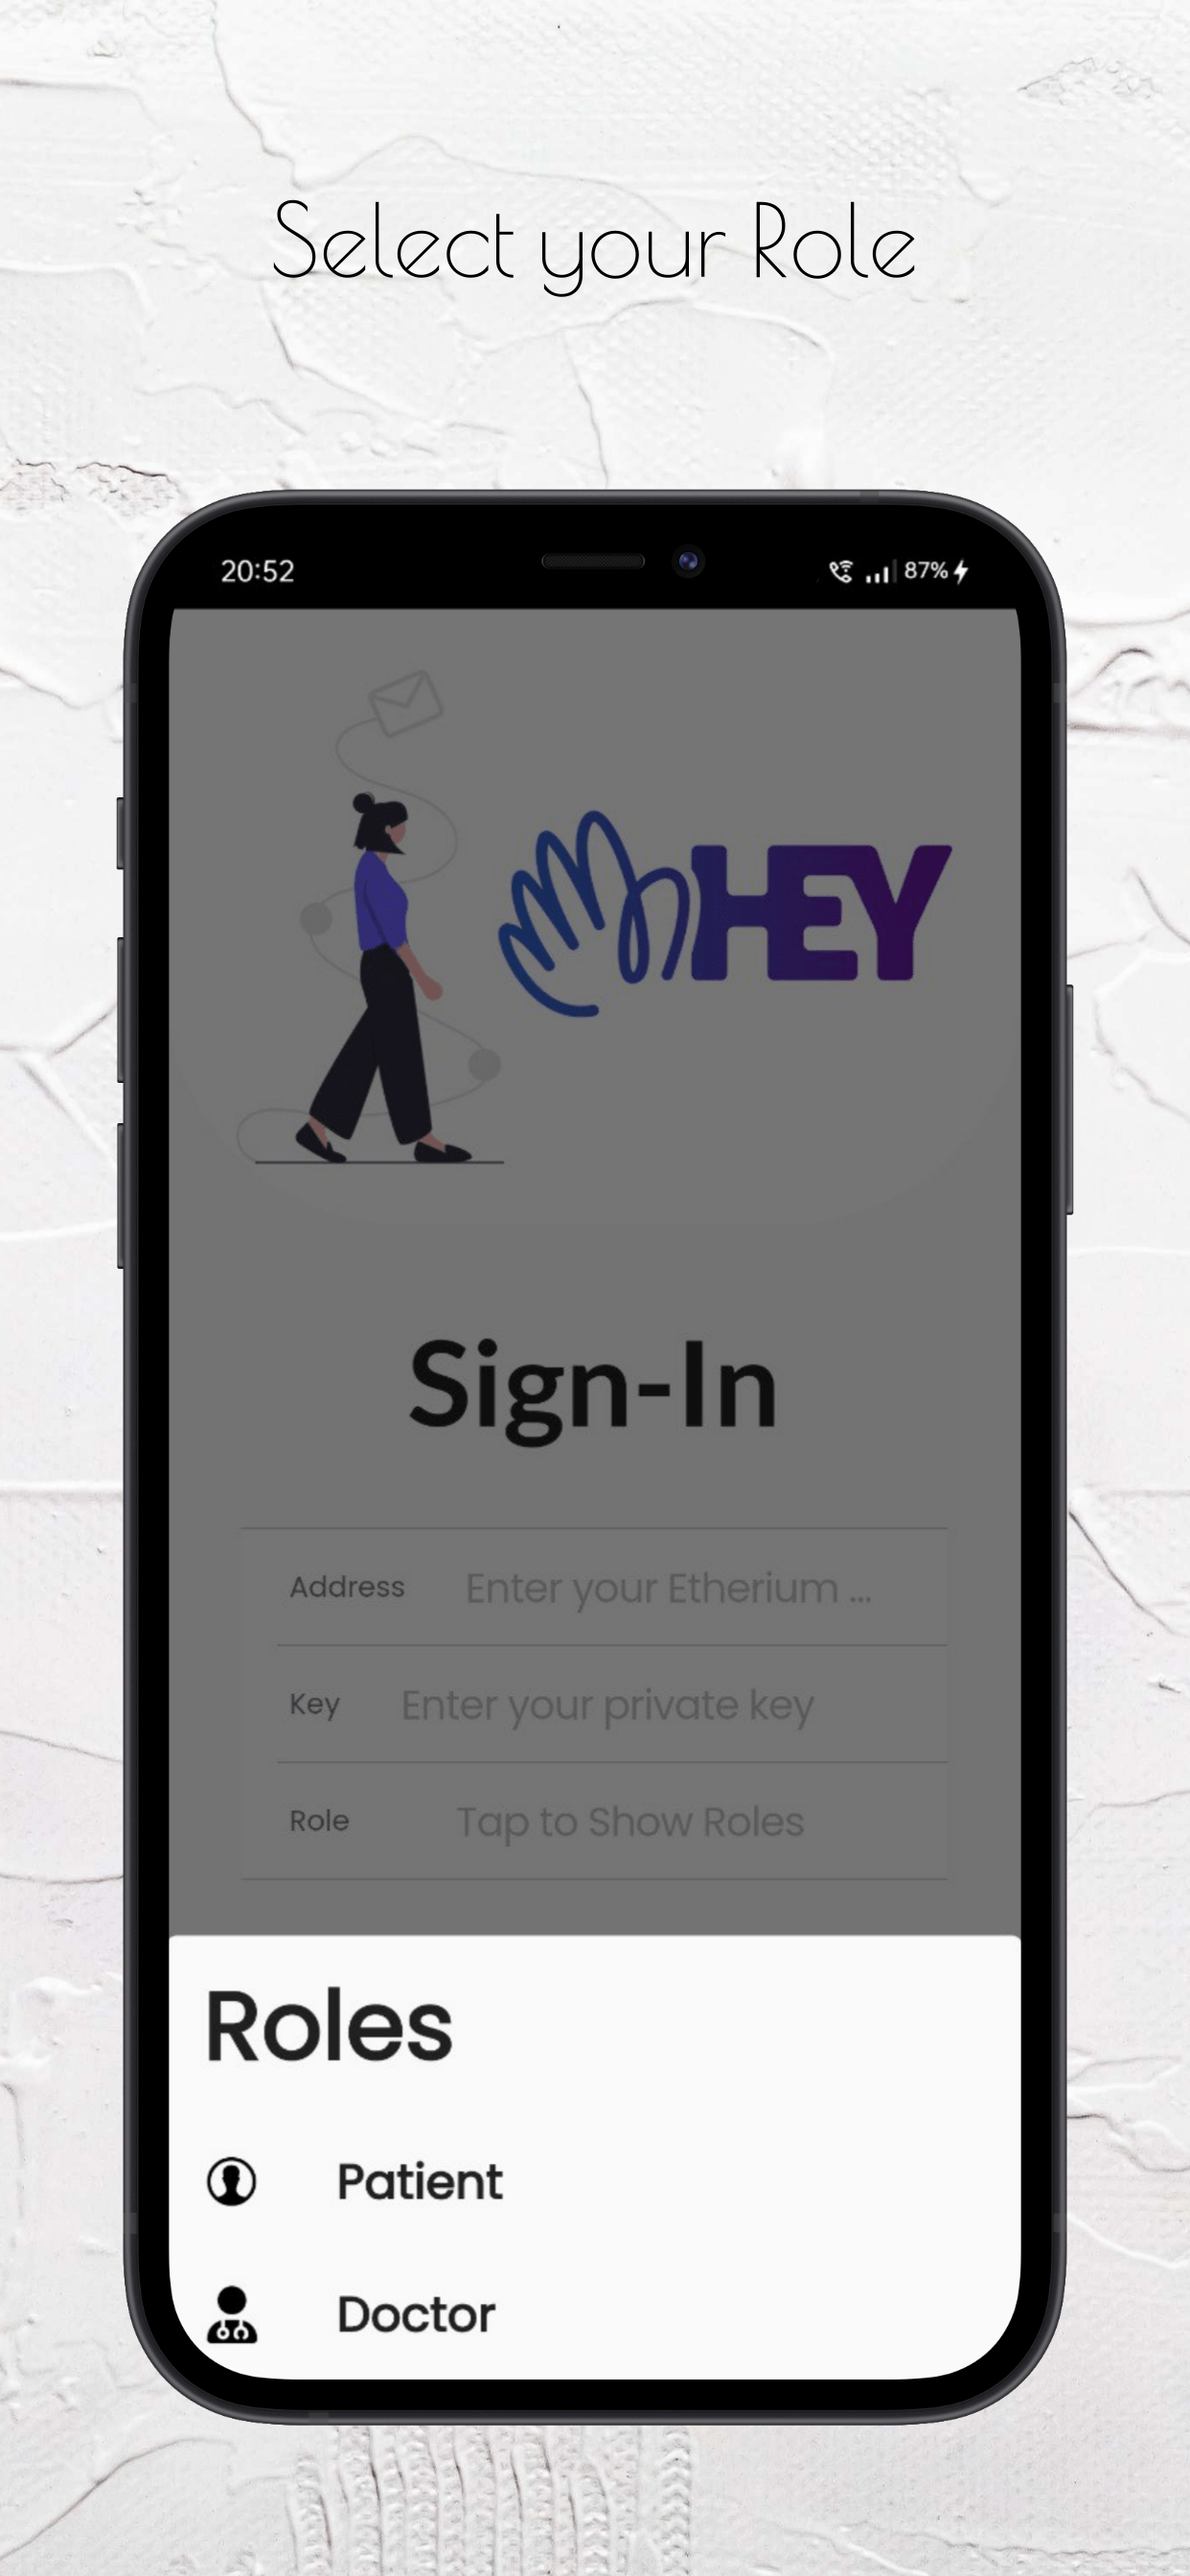 Select your Role
20:52
87%
HEY
Sign-In
Address Enter your Etherium ...
Key Enter your private key
Role Tap to Show Roles
Roles
Patient
Doctor